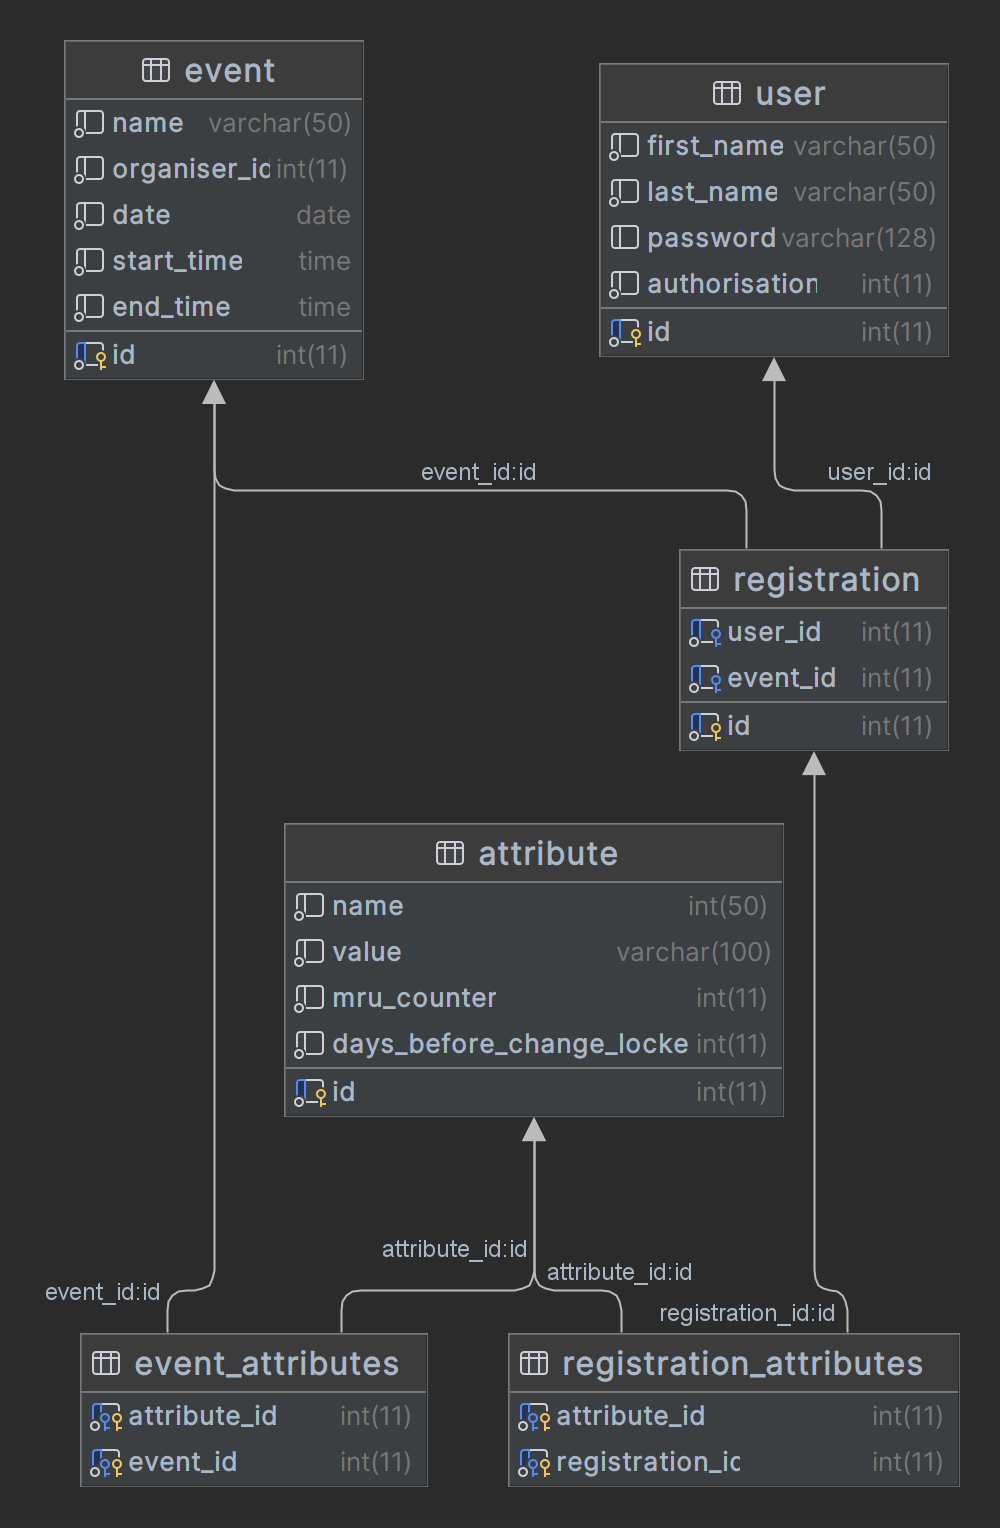 event
name varchar(50)
organiser_id int(11)
date date
start_time time
end_time time
id int(11)
user
first_name varchar(50)
last_name varchar(50)
password varchar(128)
authorisation int(11)
id int(11)
event_id:id
user_id:id
registration
user_id int(11)
event_id int(11)
id int(11)
attribute
name int(50)
value varchar(100)
mru_counter int(11)
days_before_change_locke int(11)
id int(11)
attribute_id:id
attribute_id:id
event_id:id
registration_id:id
event_attributes
attribute_id int(11)
event_id int(11)
registration_attributes
attribute_id int(11)
registration_id int(11)